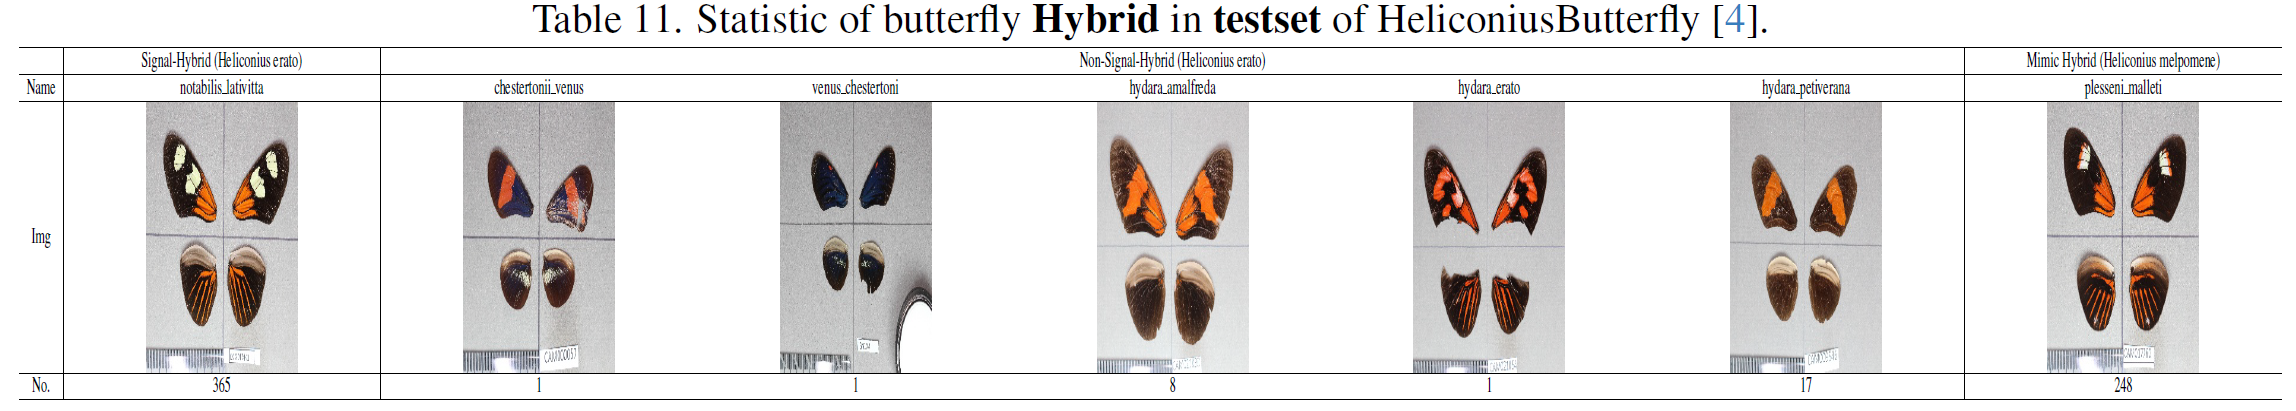 Table 11. Statistic of butterfly Hybrid in testset of HeliconiusButterfly [4].
Signal-Hybrid (Heliconius erato) Non-Signal-Hybrid (Heliconius erato) Mimic Hybrid (Heliconius melpomene)
Name notabilis_lativitta chestertonii_venus venus_chestertoni hydara_amalfreda hydara_erato hydara_petiverana plesseni_malleti
Img
No. 365 1 1 8 1 17 248